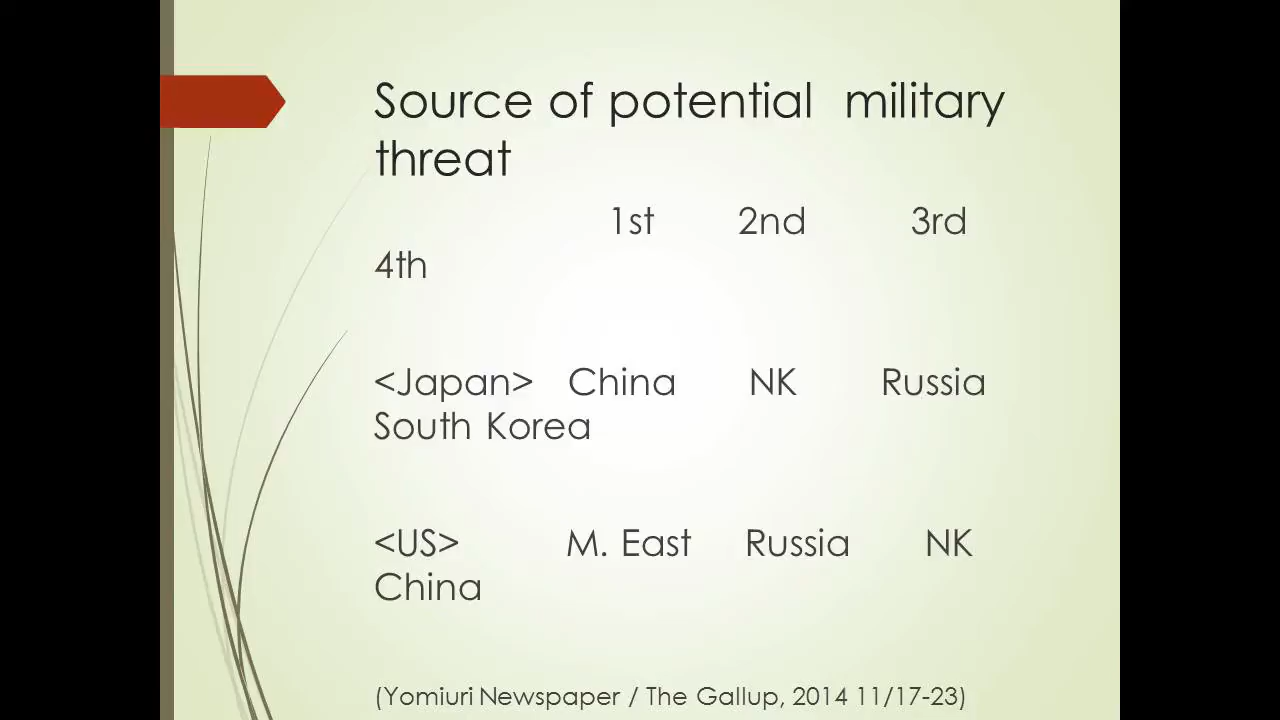 Source of potential military
threat
1st 2nd 3rd
4th
<Japan> China NK Russia
South Korea
<US> M. East Russia NK
China
(Yomiuri Newspaper / The Gallup, 2014 11/17-23)